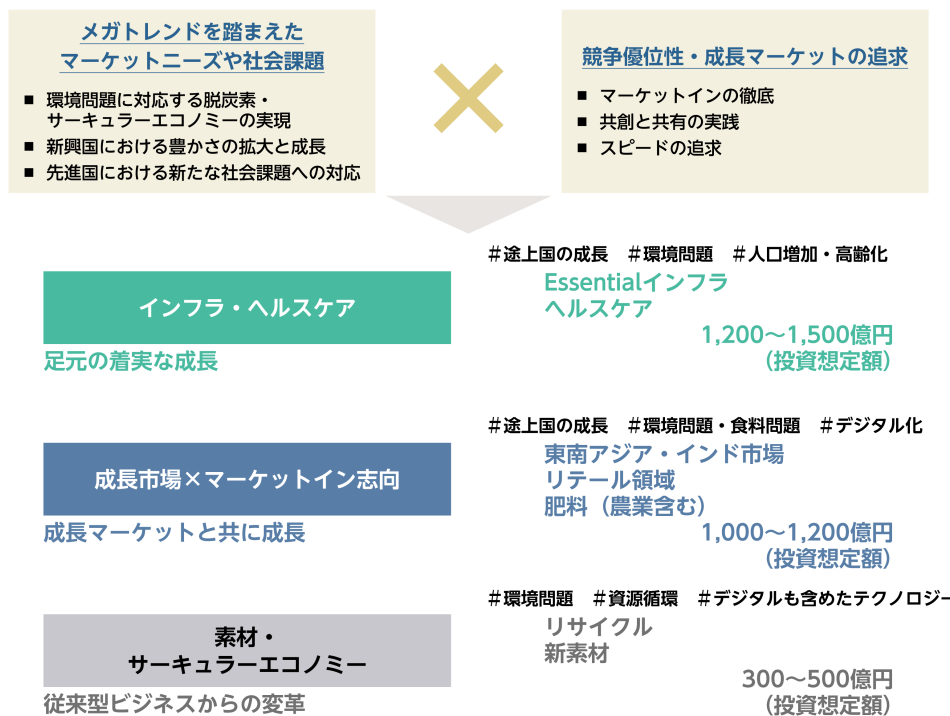 メガトレンドを踏まえた
マーケットニーズや社会課題
■ 環境問題に対応する脱炭素・
サーキュラーエコノミーの実現
■ 新興国における豊かさの拡大と成長
■ 先進国における新たな社会課題への対応
×
競争優位性・成長マーケットの追求
■ マーケットインの徹底
■ 共創と共有の実践
■ スピードの追求
インフラ・ヘルスケア
足元の着実な成長
#途上国の成長 #環境問題 #人口増加・高齢化
Essentialインフラ
ヘルスケア
1,200～1,500億円
（投資想定額）
成長市場×マーケットイン志向
成長マーケットと共に成長
#途上国の成長 #環境問題・食料問題 #デジタル化
東南アジア・インド市場
リテール領域
肥料（農業含む）
1,000～1,200億円
（投資想定額）
素材・
サーキュラーエコノミー
従来型ビジネスからの変革
#環境問題 #資源循環 #デジタルも含めたテクノロジー
リサイクル
新素材
300～500億円
（投資想定額）